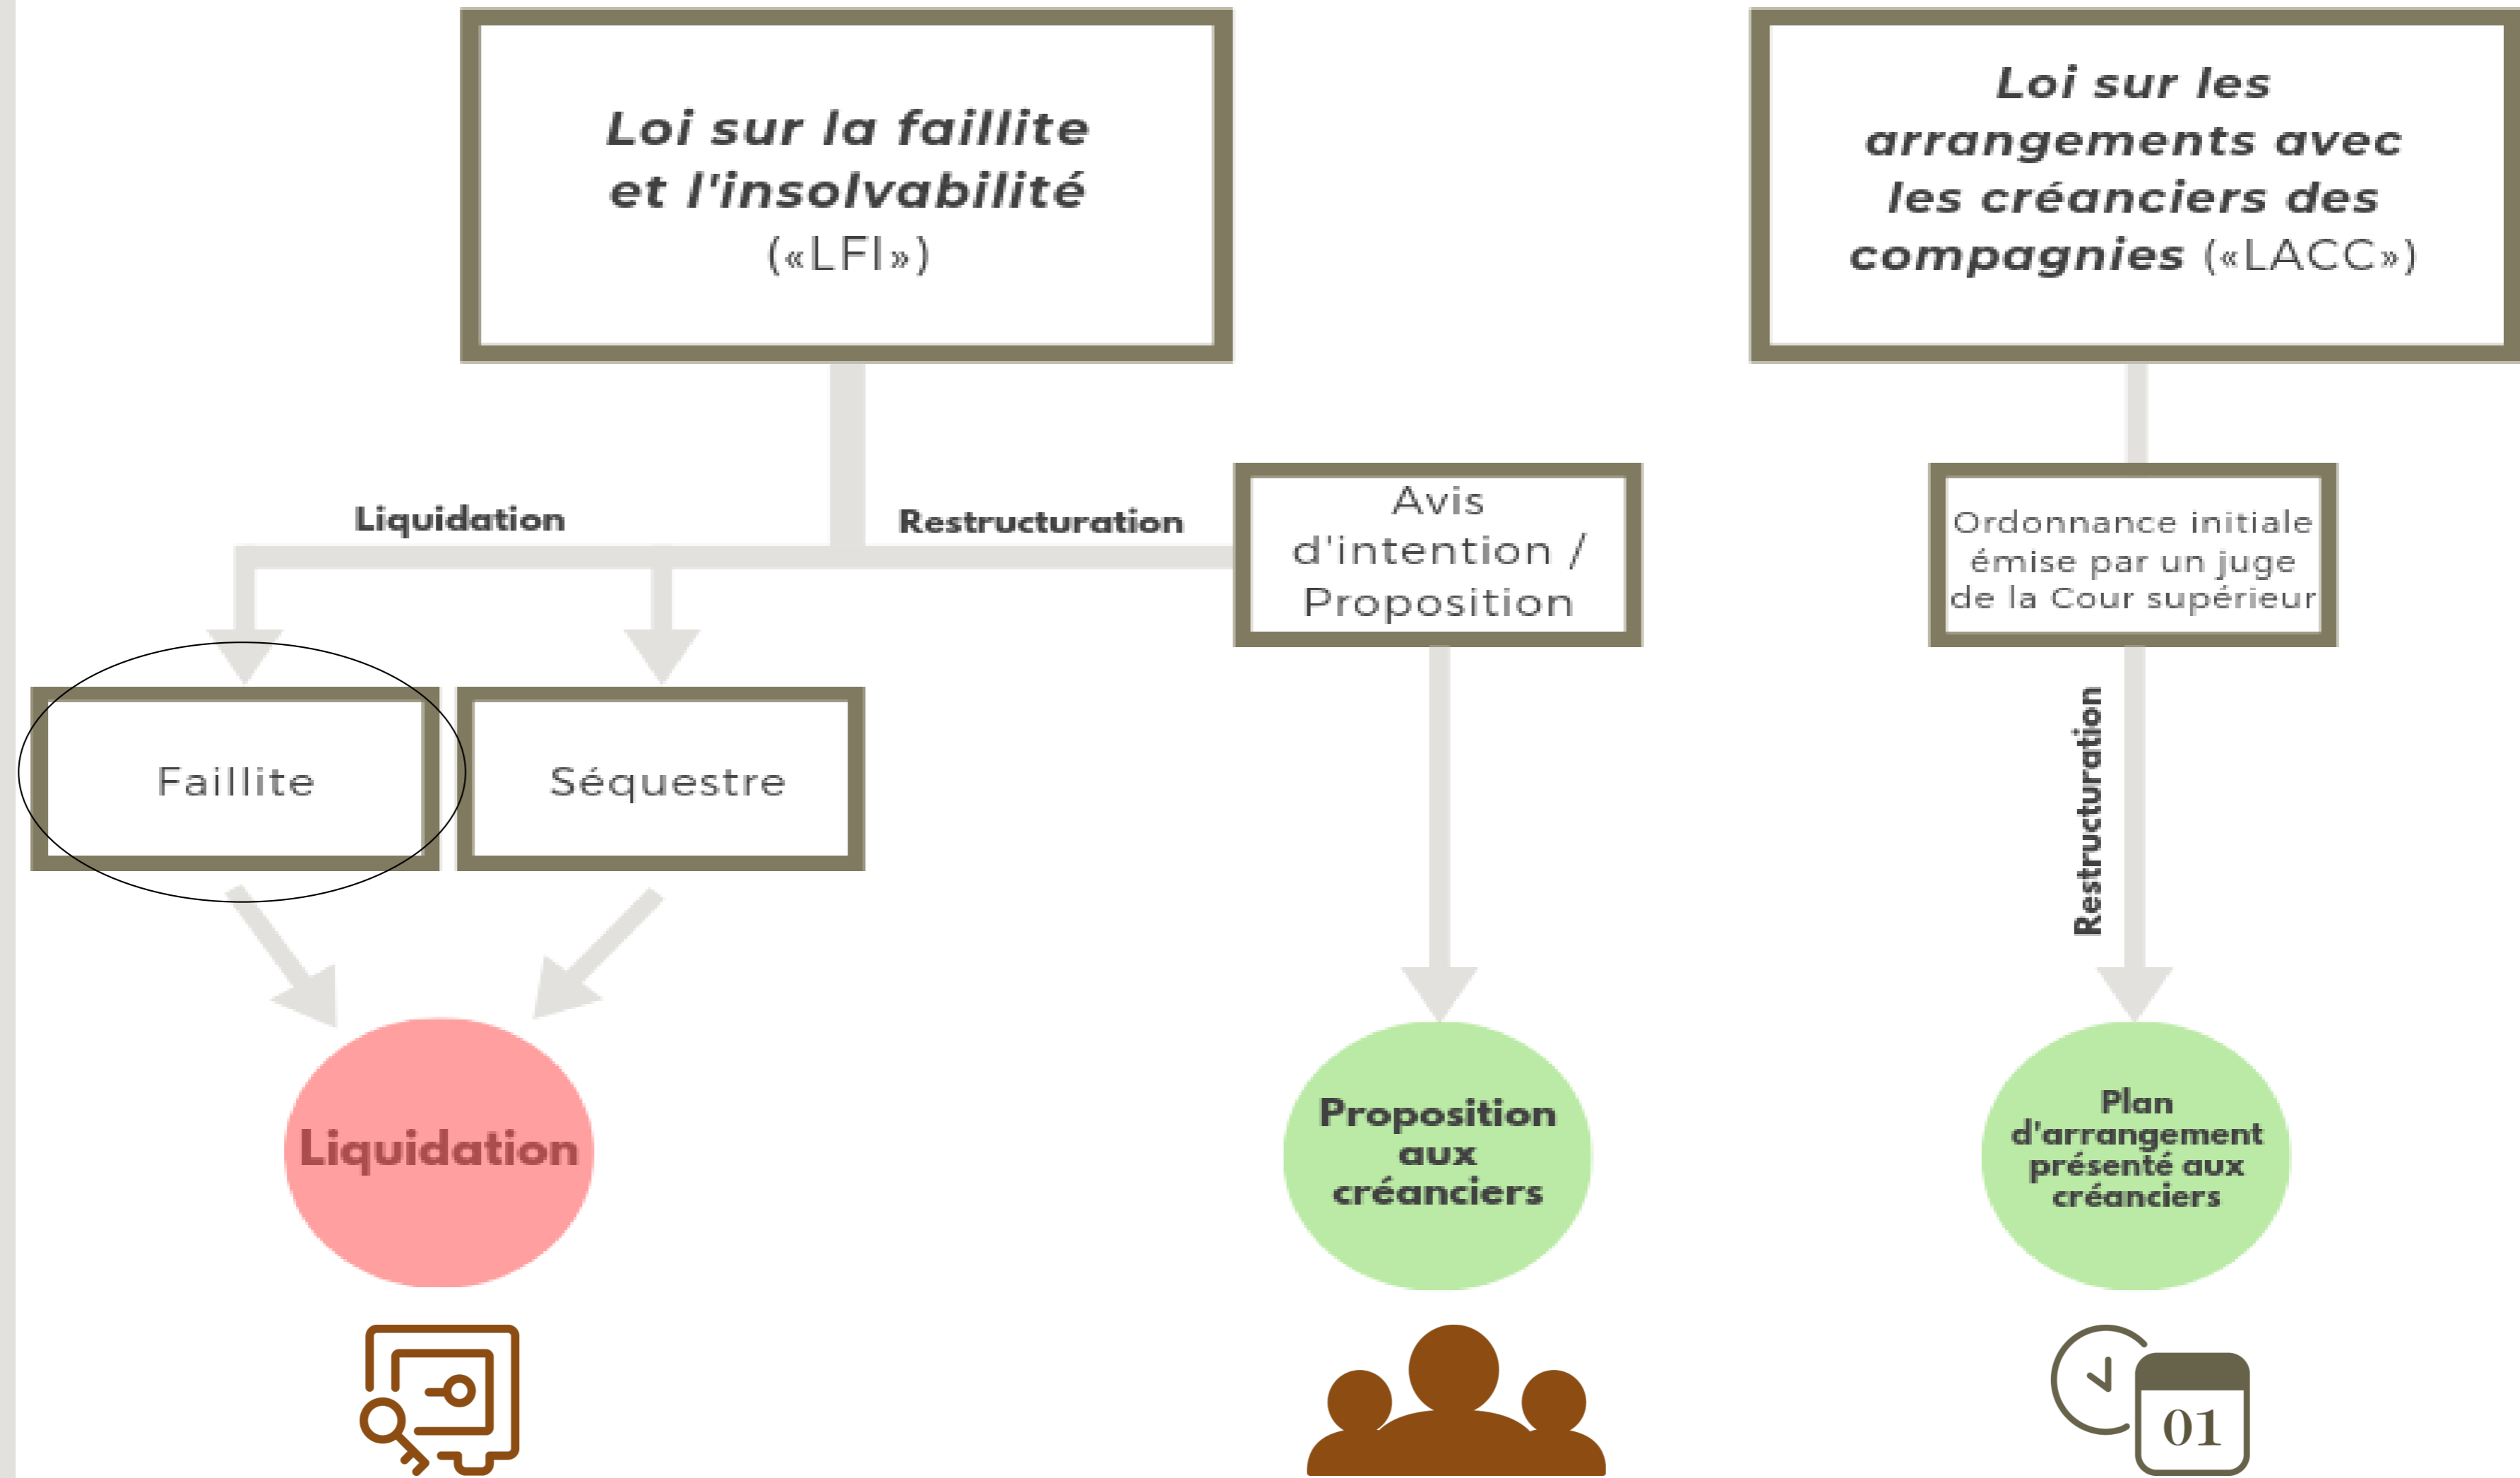 Loi sur la faillite
et l'insolvabilité
(«LFI»)
Loi sur les
arrangements avec
les créanciers des
compagnies («LACC»)
Liquidation
Restructuration
Avis
d'intention /
Proposition
Ordonnance initiale
émise par un juge
de la Cour supérieur
Faillite
Séquestre
Restructuration
Liquidation
Proposition
aux
créanciers
Plan
d'arrangement
présenté aux
créanciers
01